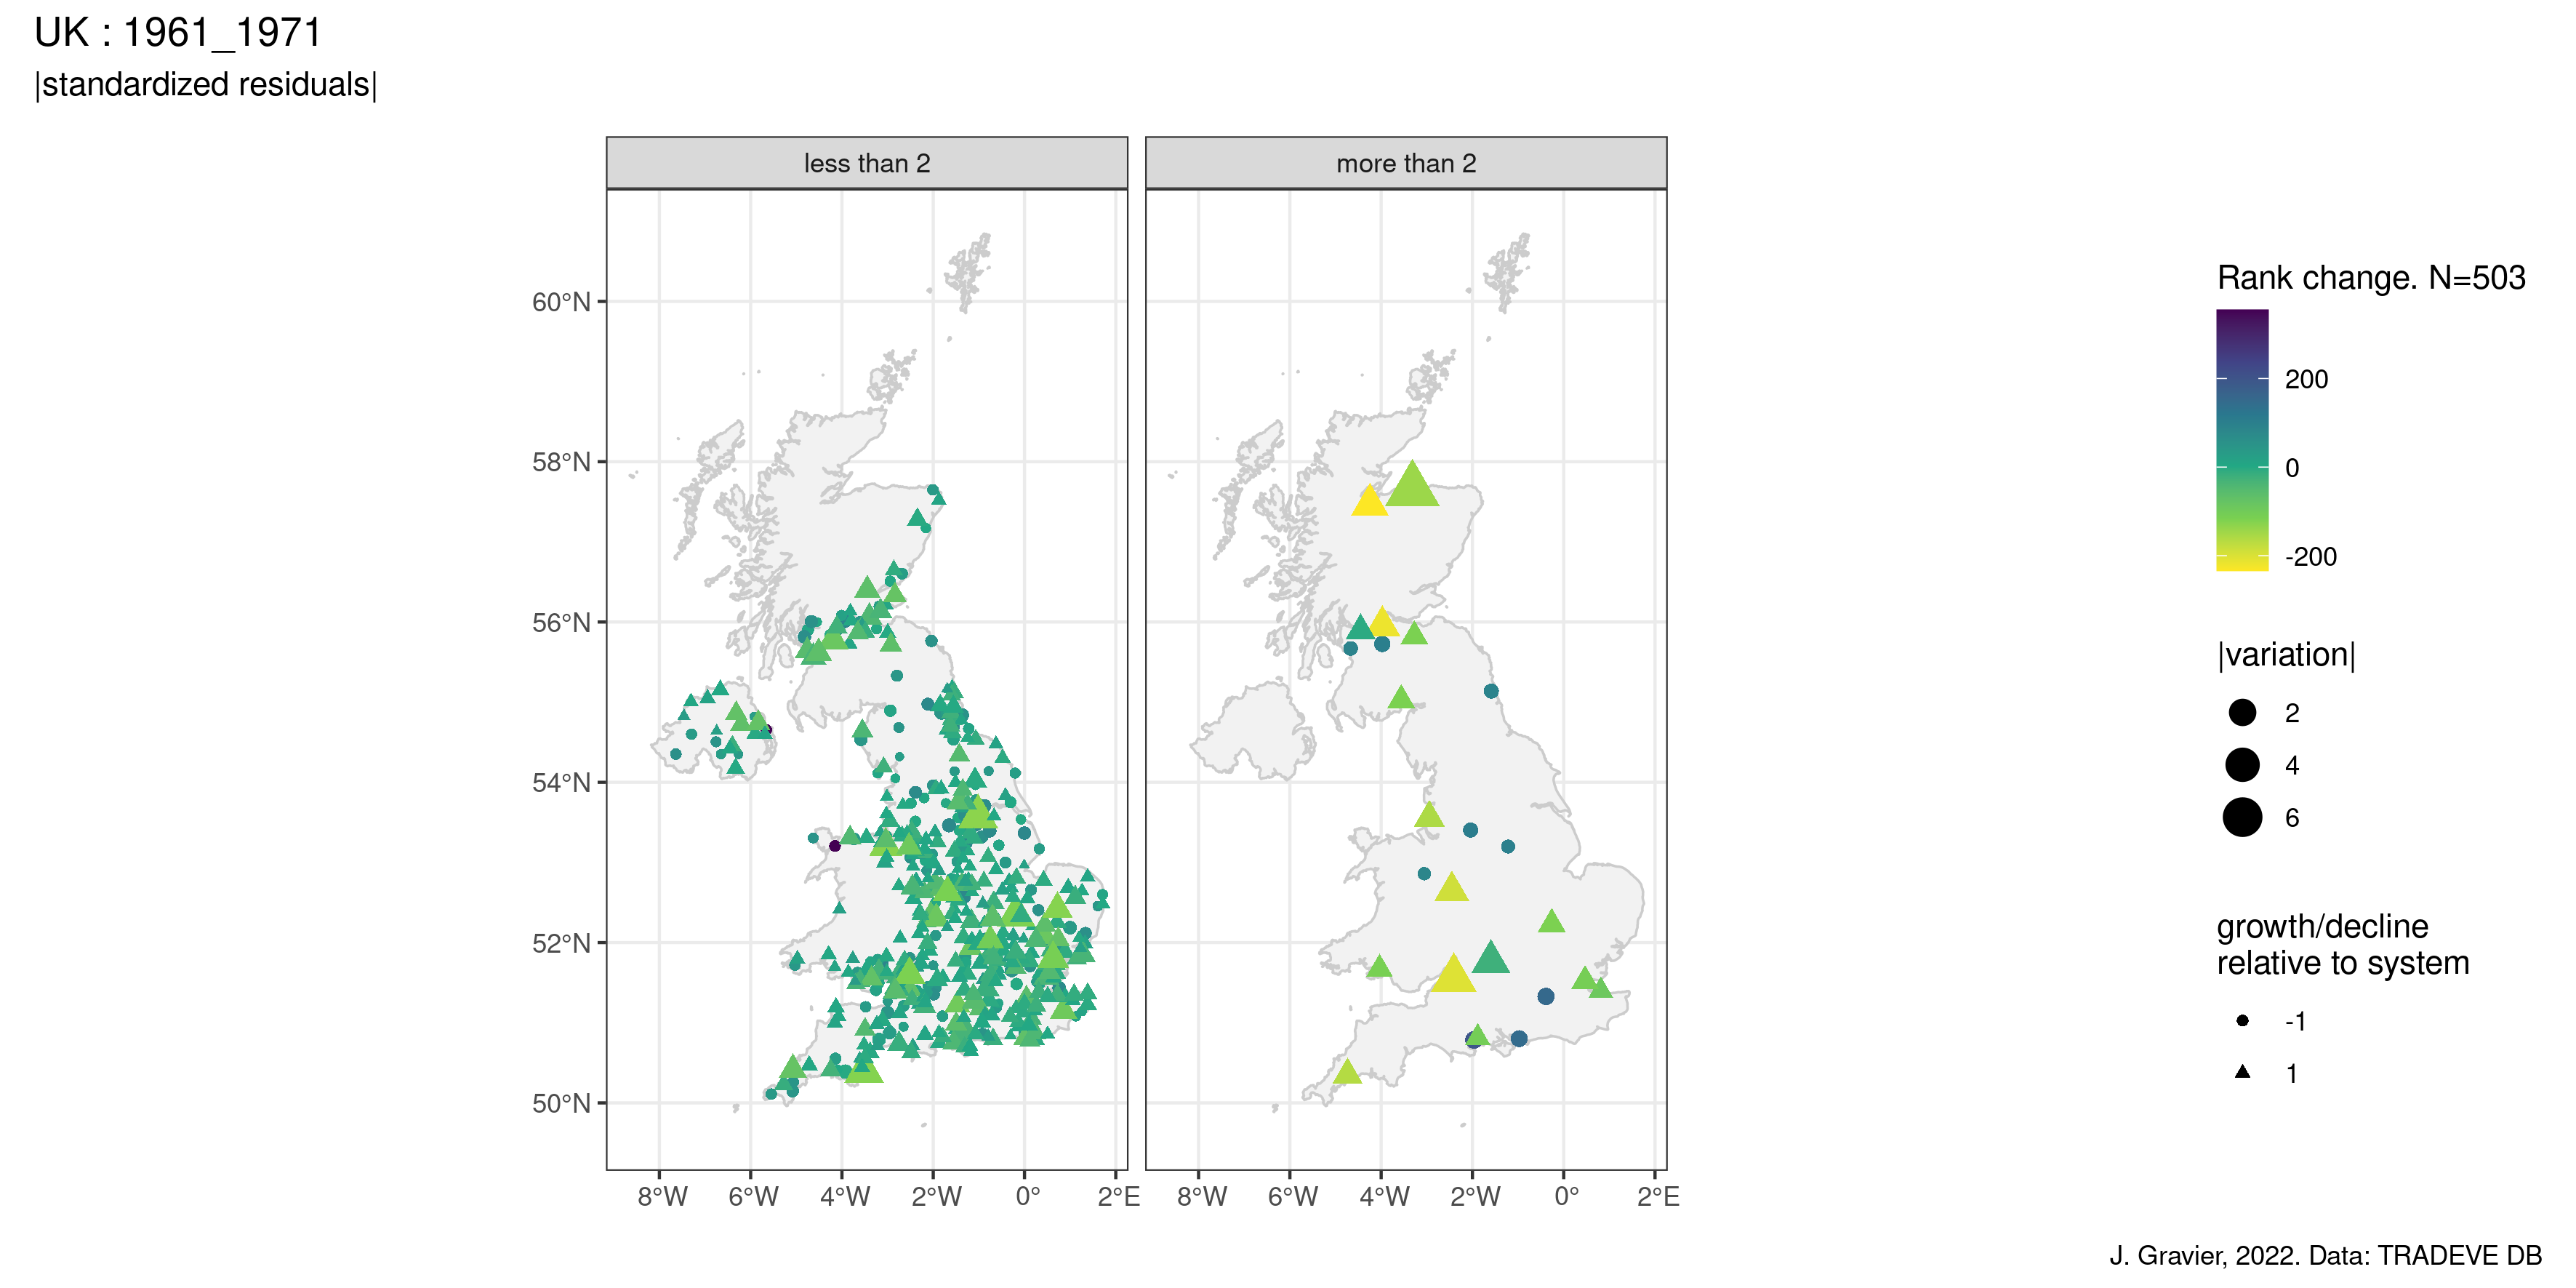 UK : 1961_1971
|standardized residuals|
less than 2
more than 2
60°N
58°N
56°N
54°N
52°N
50°N
8°W 6°W 4°W 2°W 0° 2°E
8°W 6°W 4°W 2°W 0° 2°E
Rank change. N=503
200
0
-200
|variation|
2
4
6
growth/decline
relative to system
-1
1
J. Gravier, 2022. Data: TRADEVE DB